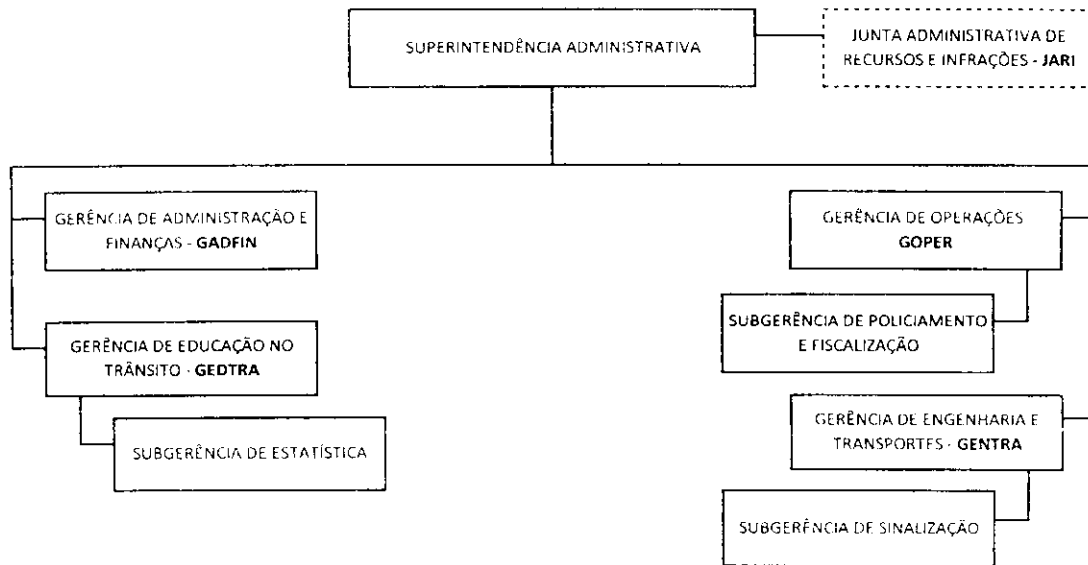 SUPERINTENDÊNCIA ADMINISTRATIVA
JUNTA ADMINISTRATIVA DE
RECURSOS E INFRAÇÕES - JARI
GERÊNCIA DE ADMINISTRAÇÃO E
FINANÇAS - GADFIN
GERÊNCIA DE EDUCAÇÃO NO
TRÂNSITO - GEDTRA
SUBGERÊNCIA DE ESTATÍSTICA
GERÊNCIA DE OPERAÇÕES
GOPER
SUBGERÊNCIA DE POLICIAMENTO
E FISCALIZAÇÃO
GERÊNCIA DE ENGENHARIA E
TRANSPORTES - GENTRA
SUBGERÊNCIA DE SINALIZAÇÃO